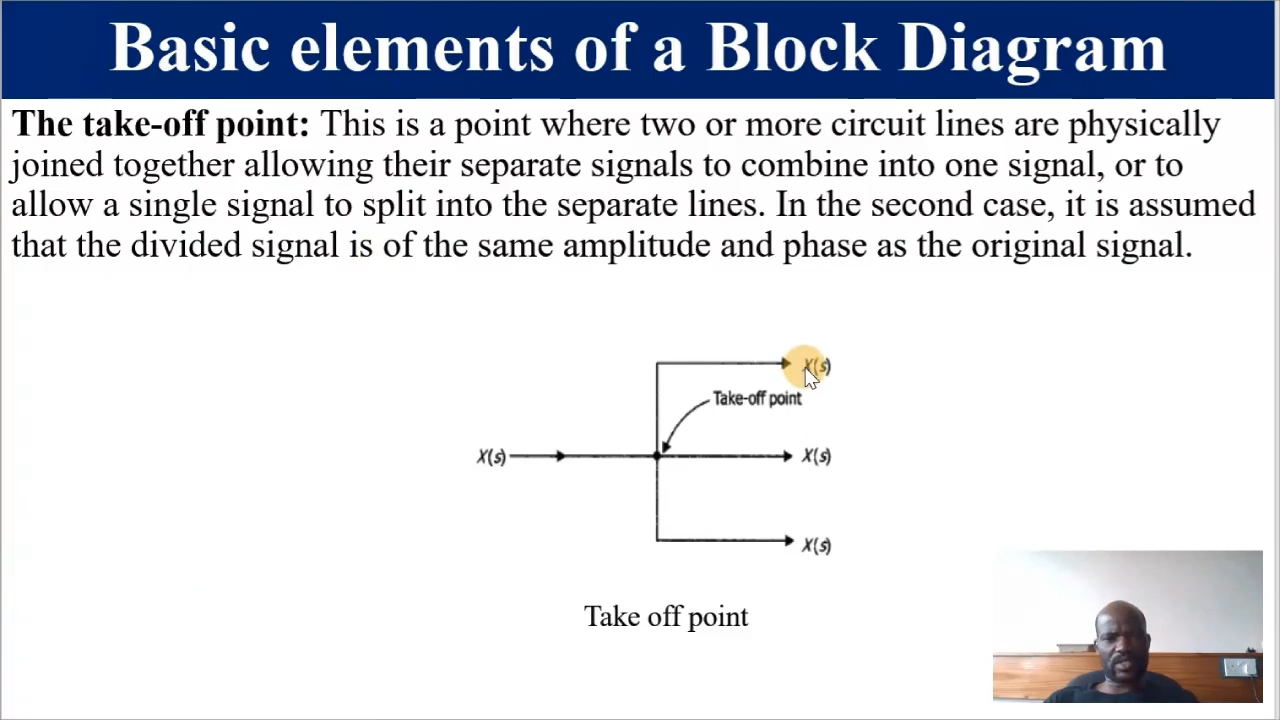 Basic elements of a Block Diagram
The take-off point: This is a point where two or more circuit lines are physically
joined together allowing their separate signals to combine into one signal, or to
allow a single signal to split into the separate lines. In the second case, it is assumed
that the divided signal is of the same amplitude and phase as the original signal.
X(s)
Take-off point
X(s)
X(s)
X(s)
Take off point